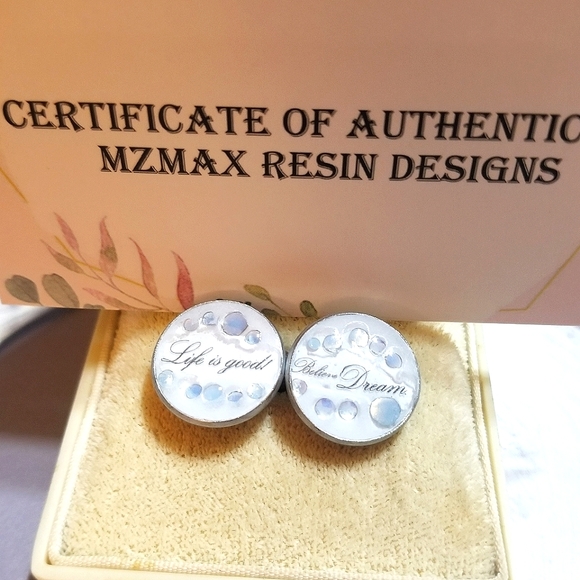 CERTIFICATE OF AUTHENTIC
MZMAX RESIN DESIGNS
Life is good!
Believe Dream